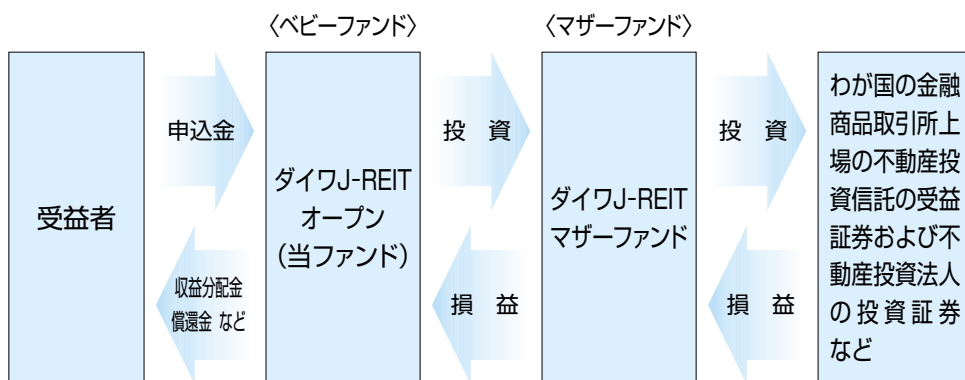 〈ベビーファンド〉
〈マザーファンド〉
受益者
申込金
収益分配金
償還金 など
ダイワJ-REIT
オープン
（当ファンド）
投 資
損 益
ダイワJ-REIT
マザーファンド
投 資
損 益
わが国の金融
商品取引所上
場の不動産投
資信託の受益
証券および不
動産投資法人
の投資証券
など